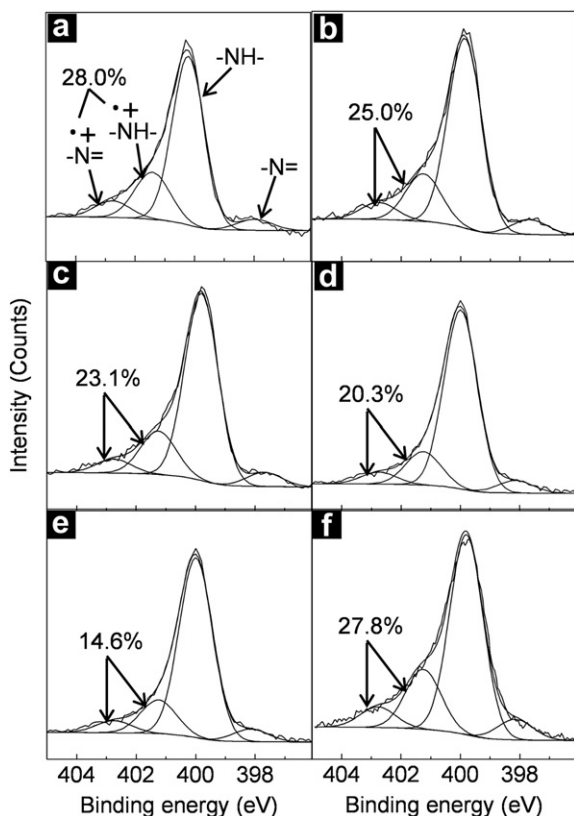 a
28.0%
-NH-
•+
•+
-NH-
-N=
-N=
b
25.0%
c
23.1%
d
20.3%
e
14.6%
f
27.8%
Intensity (Counts)
404 402 400 398
404 402 400 398
Binding energy (eV)
Binding energy (eV)